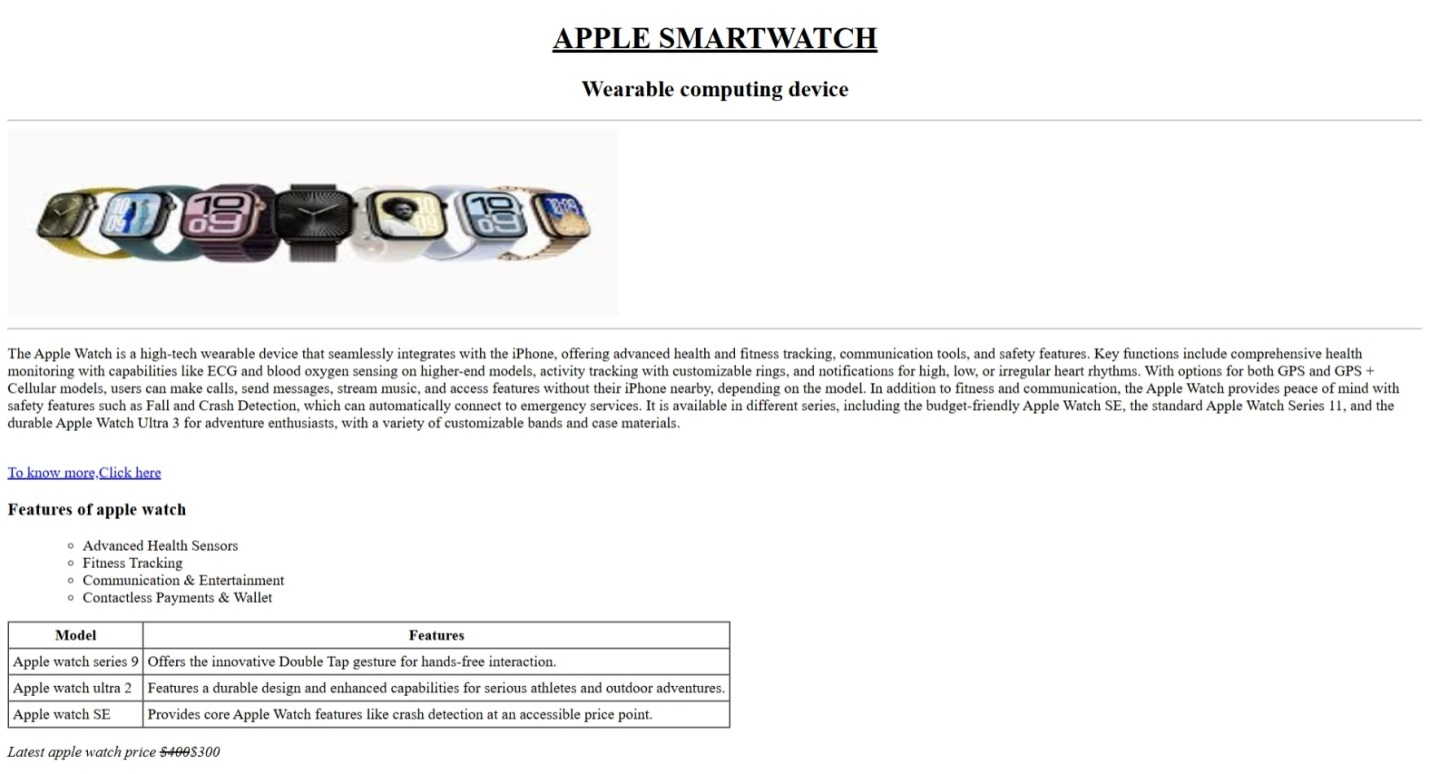 APPLE SMARTWATCH
Wearable computing device
10
09
10
09
10
09
10
09
10:09
The Apple Watch is a high-tech wearable device that seamlessly integrates with the iPhone, offering advanced health and fitness tracking, communication tools, and safety features. Key functions include comprehensive health
monitoring with capabilities like ECG and blood oxygen sensing on higher-end models, activity tracking with customizable rings, and notifications for high, low, or irregular heart rhythms. With options for both GPS and GPS +
Cellular models, users can make calls, send messages, stream music, and access features without their iPhone nearby, depending on the model. In addition to fitness and communication, the Apple Watch provides peace of mind with
safety features such as Fall and Crash Detection, which can automatically connect to emergency services. It is available in different series, including the budget-friendly Apple Watch SE, the standard Apple Watch Series 11, and the
durable Apple Watch Ultra 3 for adventure enthusiasts, with a variety of customizable bands and case materials.
To know more,Click here
Features of apple watch
Advanced Health Sensors
Fitness Tracking
Communication & Entertainment
Contactless Payments & Wallet
Model Features
Apple watch series 9 Offers the innovative Double Tap gesture for hands-free interaction.
Apple watch ultra 2 Features a durable design and enhanced capabilities for serious athletes and outdoor adventures.
Apple watch SE Provides core Apple Watch features like crash detection at an accessible price point.
Latest apple watch price $400$300